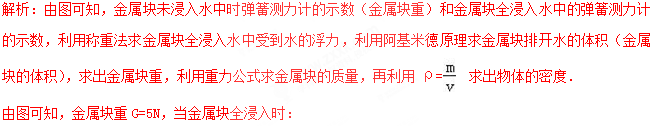 解析：由图可知，金属块未浸入水中时弹簧测力计的示数（金属块重）和金属块全浸入水中的弹簧测力计
的示数，利用称重法求金属块全浸入水中受到水的浮力，利用阿基米德原理求金属块排开水的体积（金属
块的体积），求出金属块重，利用重力公式求金属块的质量，再利用 ρ=m/v 求出物体的密度．
由图可知，金属块重 G=5N，当金属块全浸入时：